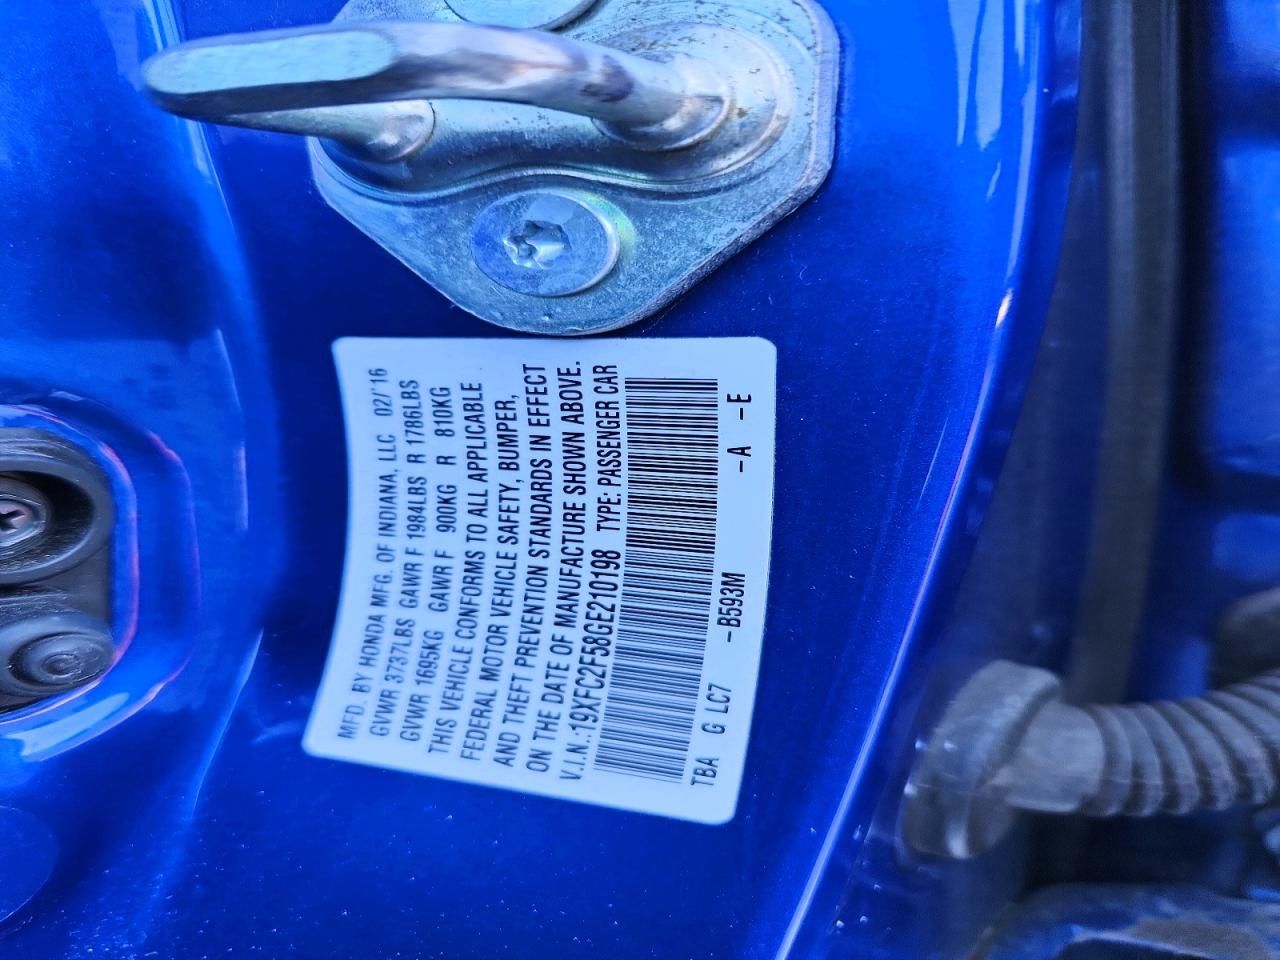 MFD. BY HONDA MFG. OF INDIANA, LLC 02/'16
GVWR 3737LBS GAWR F 1984LBS R 1786LBS
GVWR 1695KG GAWR F 900KG R 810KG
THIS VEHICLE CONFORMS TO ALL APPLICABLE
FEDERAL MOTOR VEHICLE SAFETY, BUMPER,
AND THEFT PREVENTION STANDARDS IN EFFECT
ON THE DATE OF MANUFACTURE SHOWN ABOVE.
V.I.N.:19XFC2F58GE210198 TYPE: PASSENGER CAR
TBA G LC7 -B593M -A -E